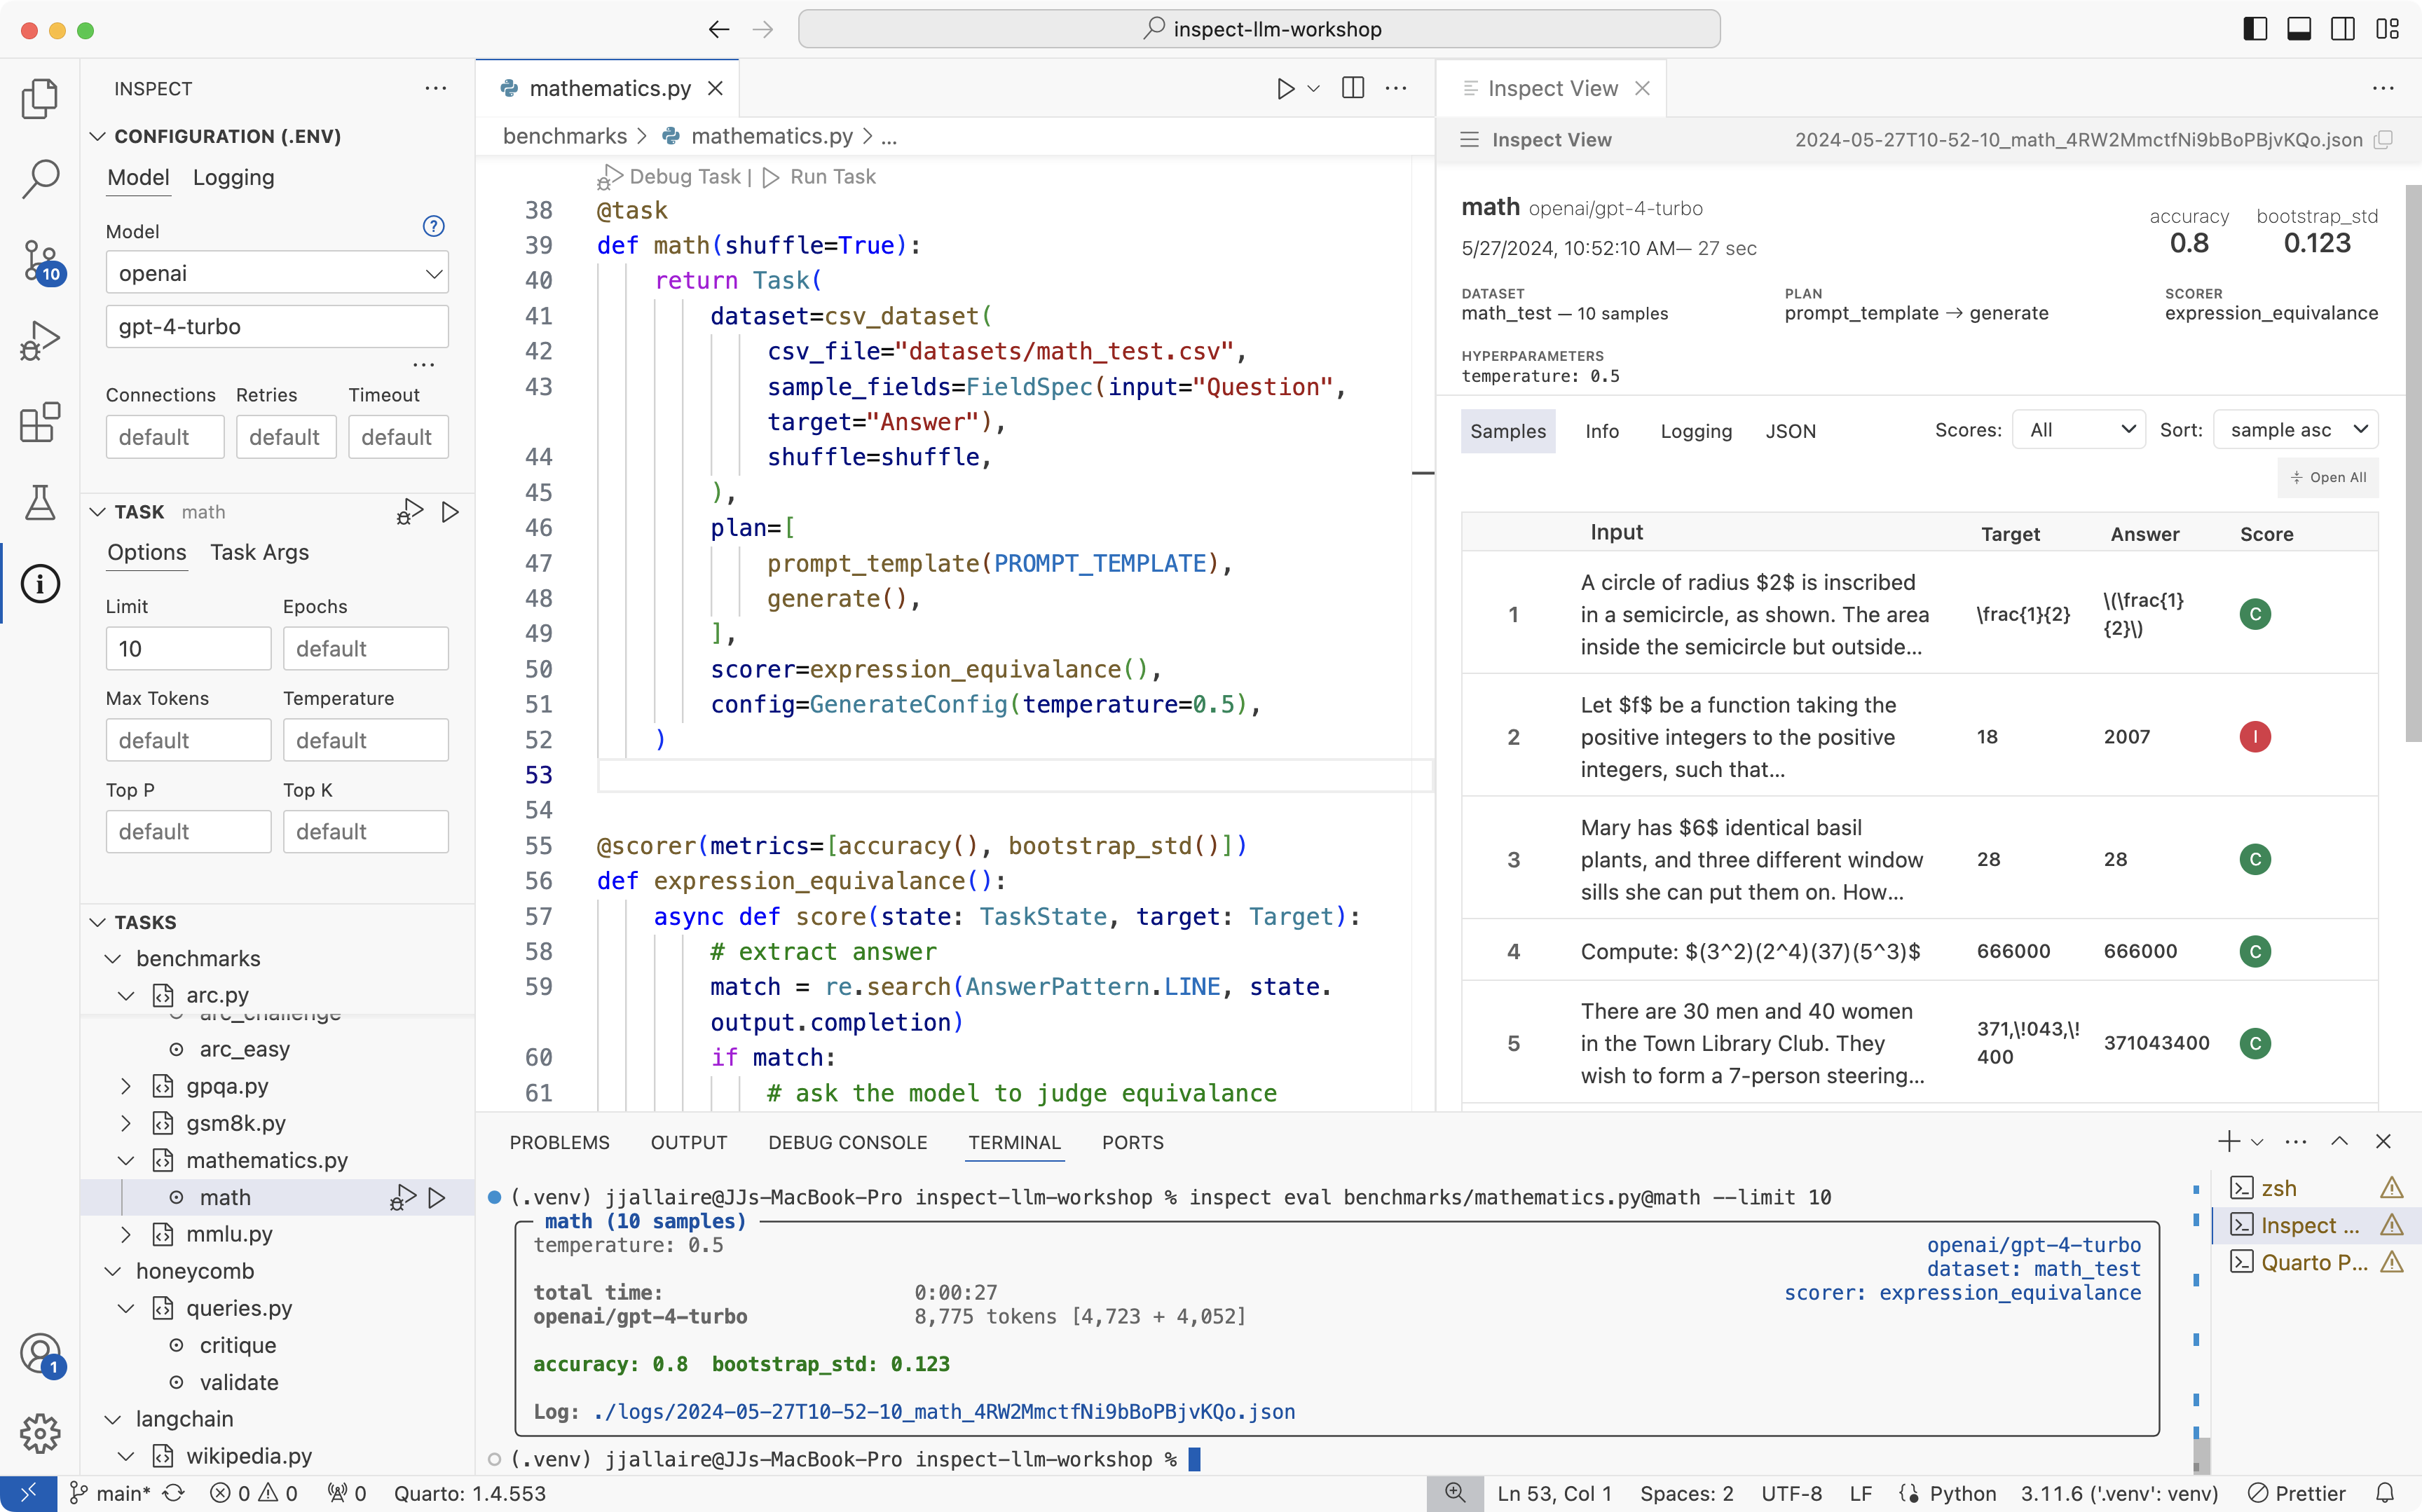 inspect-llm-workshop
INSPECT
CONFIGURATION (.ENV)
Model Logging
Model
openai
gpt-4-turbo
Connections Retries Timeout
default default default
TASK math
Options Task Args
Limit Epochs
10 default
Max Tokens Temperature
default default
Top P Top K
default default
TASKS
benchmarks
arc.py
arc_challenge
arc_easy
gpqa.py
gsm8k.py
mathematics.py
math
mmlu.py
honeycomb
queries.py
critique
validate
langchain
wikipedia.py
10
1
mathematics.py
benchmarks > mathematics.py > ...
Debug Task | Run Task
38 @task
39 def math(shuffle=True):
40 return Task(
41 dataset=csv_dataset(
42 csv_file="datasets/math_test.csv",
43 sample_fields=FieldSpec(input="Question",
target="Answer"),
44 shuffle=shuffle,
45 ),
46 plan=[
47 prompt_template(PROMPT_TEMPLATE),
48 generate(),
49 ],
50 scorer=expression_equivalance(),
51 config=GenerateConfig(temperature=0.5),
52 )
53
54
55 @scorer(metrics=[accuracy(), bootstrap_std()])
56 def expression_equivalance():
57 async def score(state: TaskState, target: Target):
58 # extract answer
59 match = re.search(AnswerPattern.LINE, state.
output.completion)
60 if match:
61 # ask the model to judge equivalance
Inspect View
Inspect View 2024-05-27T10-52-10_math_4RW2MmctfNi9bBoPBjvKQo.json
math openai/gpt-4-turbo
5/27/2024, 10:52:10 AM— 27 sec
accuracy bootstrap_std
0.8 0.123
DATASET PLAN SCORER
math_test — 10 samples prompt_template → generate expression_equivalance
HYPERPARAMETERS
temperature: 0.5
Samples Info Logging JSON Scores: All Sort: sample asc
Open All
Input Target Answer Score
1 A circle of radius $2$ is inscribed
in a semicircle, as shown. The area
inside the semicircle but outside...
\frac{1}{2}
\(\frac{1}
{2}\)
C
2 Let $f$ be a function taking the
positive integers to the positive
integers, such that...
18 2007 I
3 Mary has $6$ identical basil
plants, and three different window
sills she can put them on. How...
28 28 C
4 Compute: $(3^2)(2^4)(37)(5^3)$ 666000 666000 C
5 There are 30 men and 40 women
in the Town Library Club. They
wish to form a 7-person steering...
371,\!043,\!
400
371043400 C
PROBLEMS OUTPUT DEBUG CONSOLE TERMINAL PORTS
(.venv) jjallaire@JJs-MacBook-Pro inspect-llm-workshop % inspect eval benchmarks/mathematics.py@math --limit 10
math (10 samples)
temperature: 0.5 openai/gpt-4-turbo
dataset: math_test
total time: 0:00:27 scorer: expression_equivalance
openai/gpt-4-turbo 8,775 tokens [4,723 + 4,052]
accuracy: 0.8 bootstrap_std: 0.123
Log: ./logs/2024-05-27T10-52-10_math_4RW2MmctfNi9bBoPBjvKQo.json
(.venv) jjallaire@JJs-MacBook-Pro inspect-llm-workshop %
zsh
Inspect ...
Quarto P...
main* 0 0 0 Quarto: 1.4.553 Ln 53, Col 1 Spaces: 2 UTF-8 LF Python 3.11.6 ('.venv': venv) Prettier